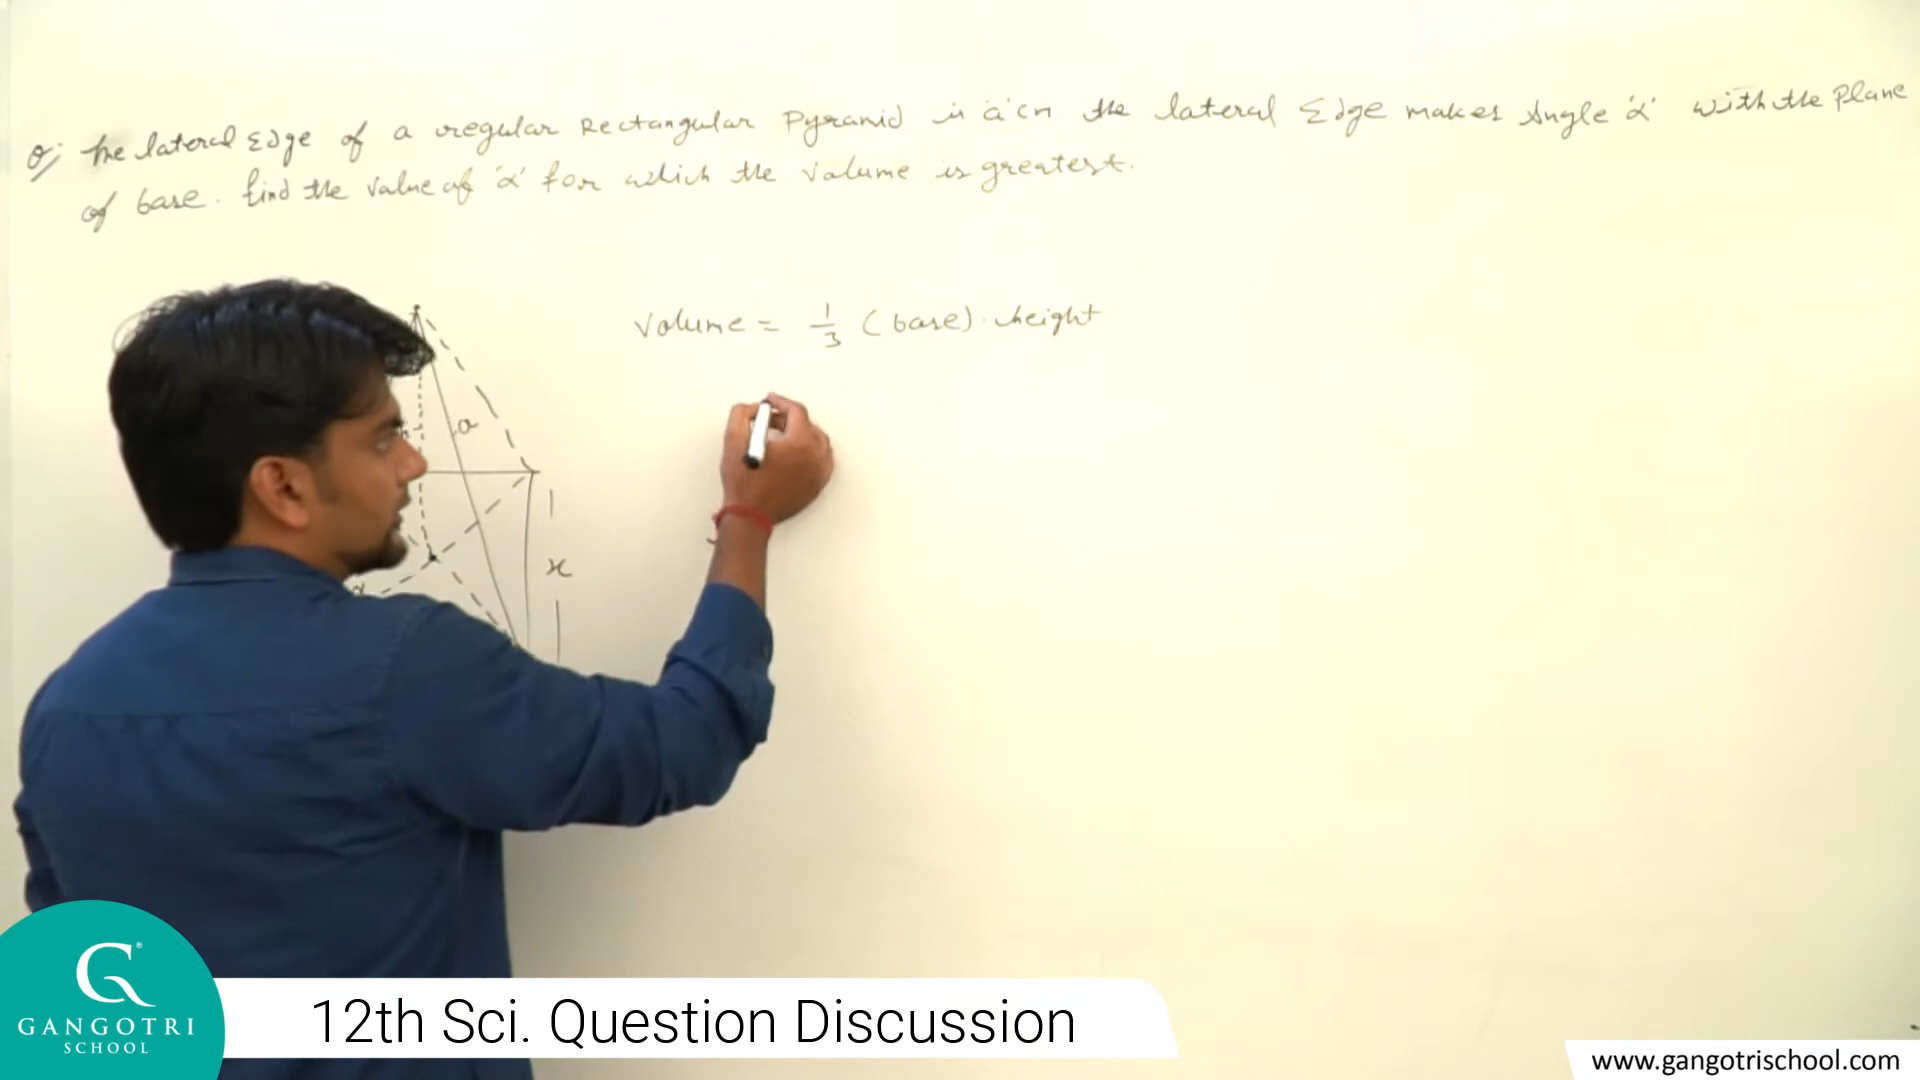 Q; The lateral Edge of a regular Rectangular Pyramid is 'a' cm the lateral Edge makes Angle 'α' with the Plane
of base. find the value of 'α' for which the volume is greatest.
volume = 1/3 (base) . height
a
x
α
G®
GANGOTRI
SCHOOL
12th Sci. Question Discussion
www.gangotrischool.com